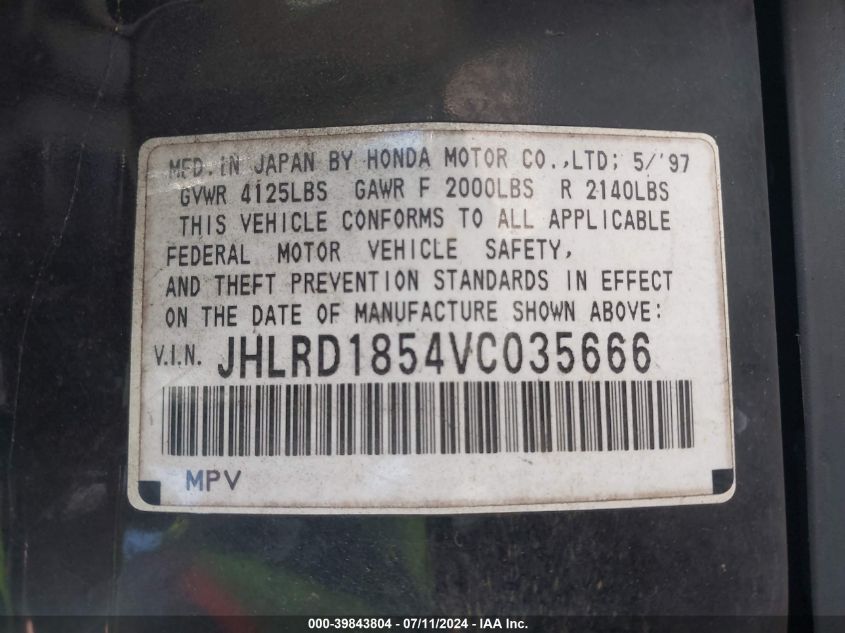 MFD. IN JAPAN BY HONDA MOTOR CO.,LTD; 5/'97
GVWR 4125LBS GAWR F 2000LBS R 2140LBS
THIS VEHICLE CONFORMS TO ALL APPLICABLE
FEDERAL MOTOR VEHICLE SAFETY,
AND THEFT PREVENTION STANDARDS IN EFFECT
ON THE DATE OF MANUFACTURE SHOWN ABOVE:
V.I.N. JHLRD1854VC035666
MPV
000-39843804 - 07/11/2024 - IAA Inc.